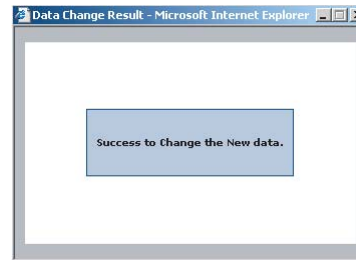 Data Change Result - Microsoft Internet Explorer
Success to Change the New data.